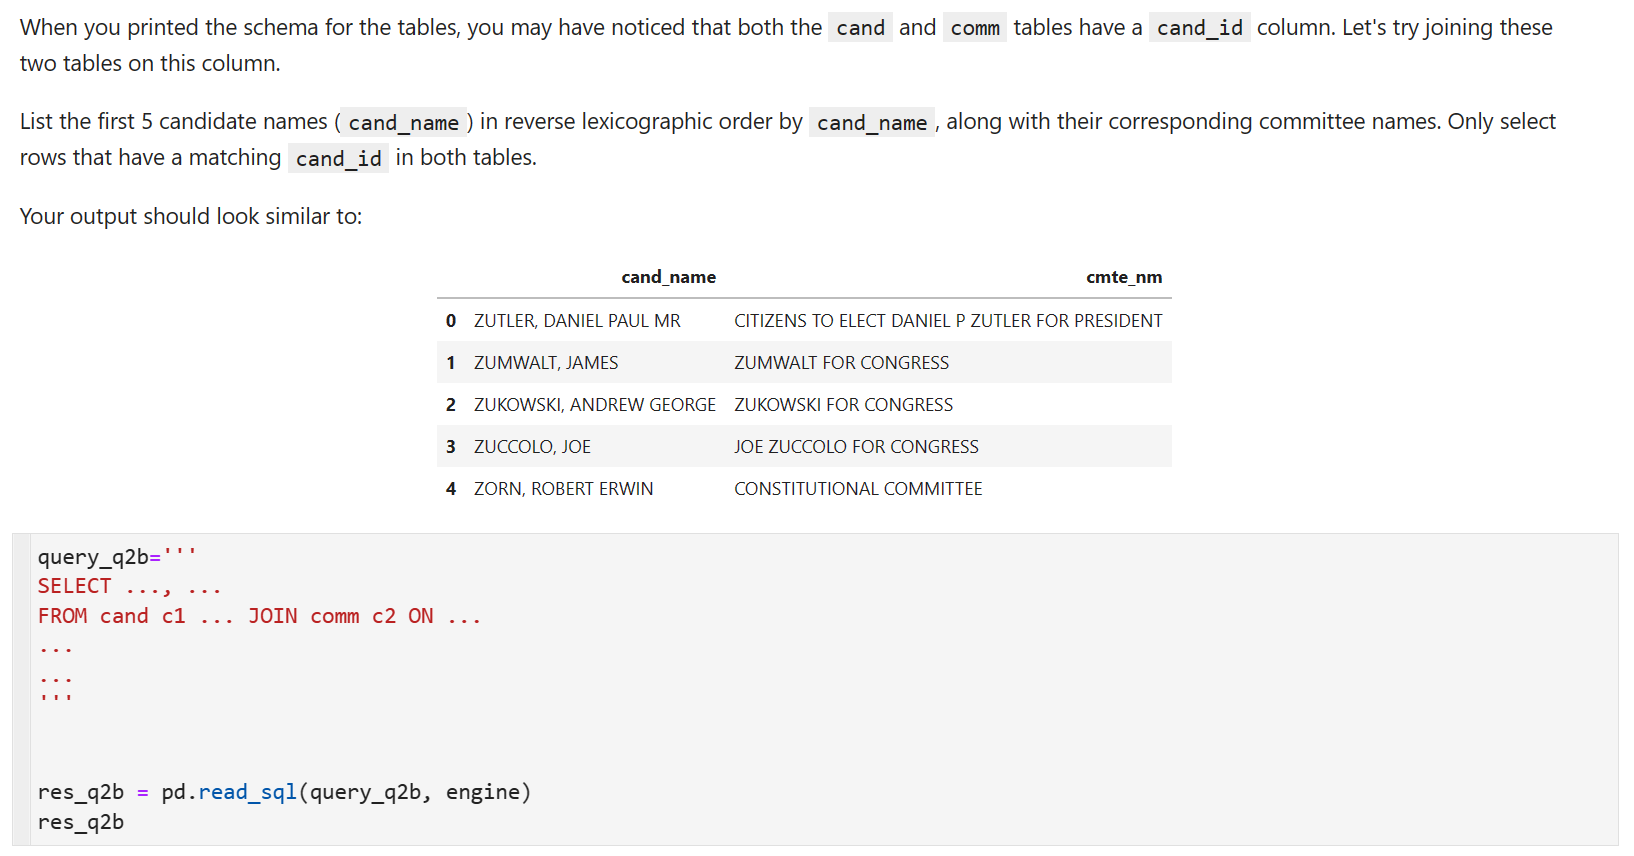 When you printed the schema for the tables, you may have noticed that both the cand and comm tables have a cand_id column. Let's try joining these
two tables on this column.
List the first 5 candidate names ( cand_name ) in reverse lexicographic order by cand_name , along with their corresponding committee names. Only select
rows that have a matching cand_id in both tables.
Your output should look similar to:
cand_name cmte_nm
0 ZUTLER, DANIEL PAUL MR CITIZENS TO ELECT DANIEL P ZUTLER FOR PRESIDENT
1 ZUMWALT, JAMES ZUMWALT FOR CONGRESS
2 ZUKOWSKI, ANDREW GEORGE ZUKOWSKI FOR CONGRESS
3 ZUCCOLO, JOE JOE ZUCCOLO FOR CONGRESS
4 ZORN, ROBERT ERWIN CONSTITUTIONAL COMMITTEE
query_q2b='''
SELECT ..., ...
FROM cand c1 ... JOIN comm c2 ON ...
...
...
'''
res_q2b = pd.read_sql(query_q2b, engine)
res_q2b